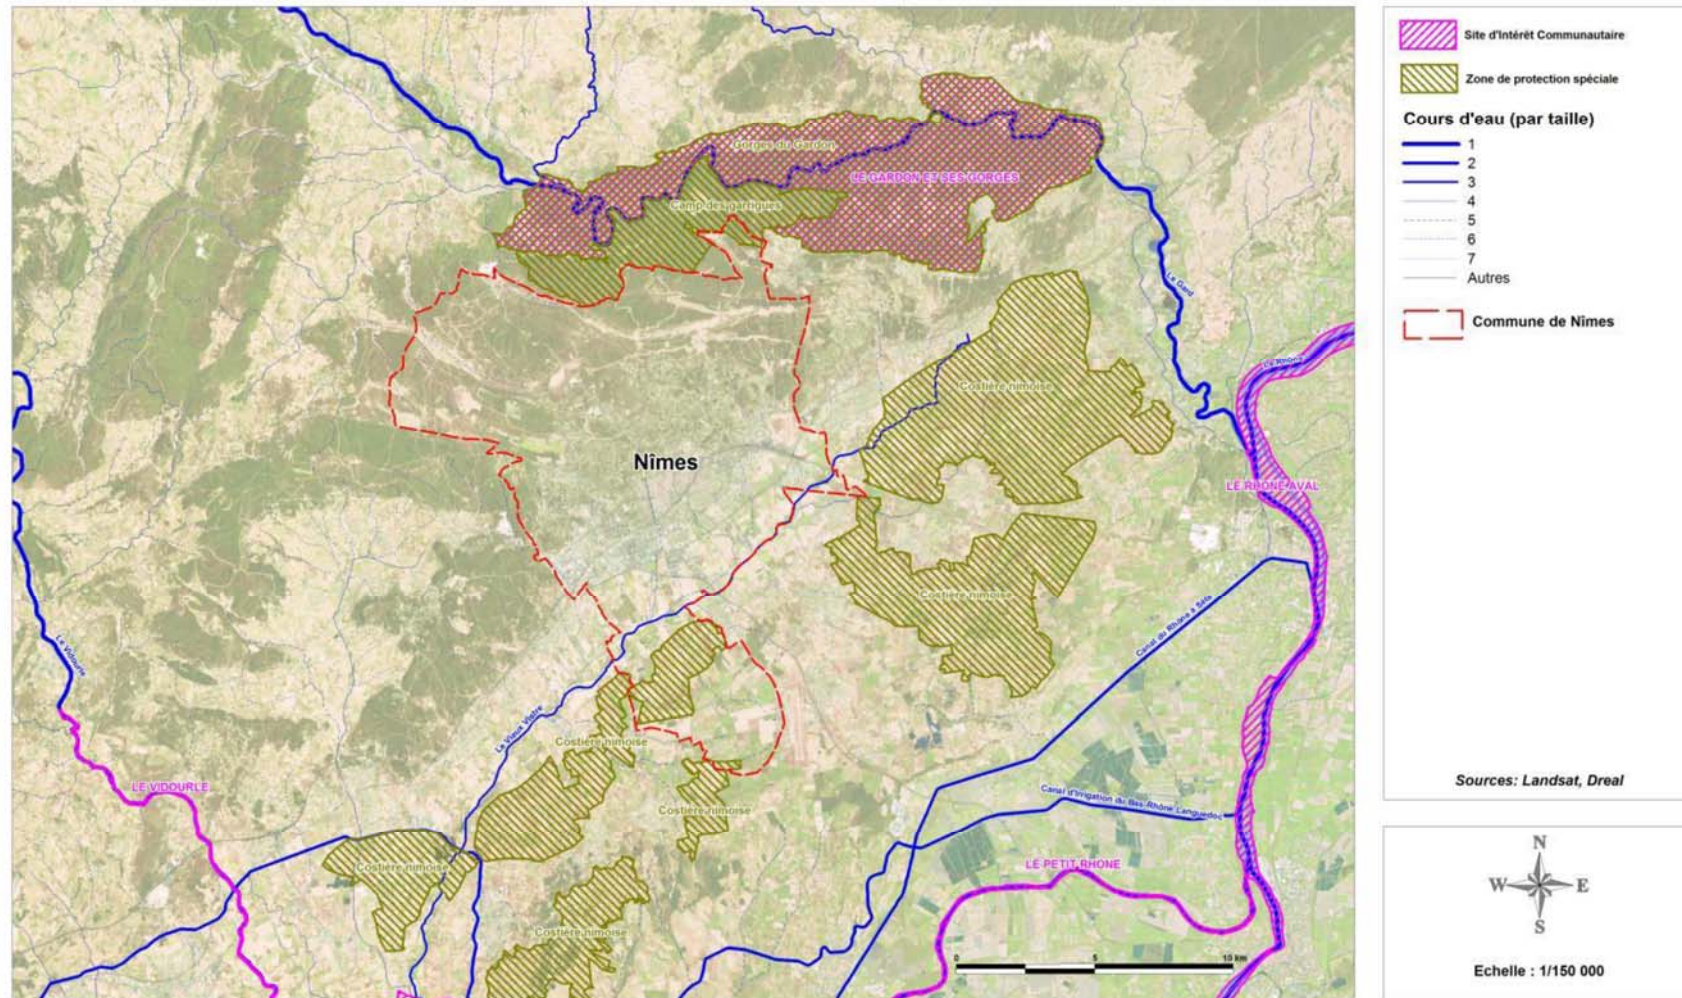 Gorges du Gardon
LE GARDON ET SES GORGES
Camp des garrigues
Le Gard
Le Rhône
Costière nîmoise
Nîmes
LE RHONE AVAL
Costière nîmoise
Canal du Rhône à Sète
Le Vidourle
Le Vieux Vistre
Costière nîmoise
LE VIDOURLE
Canal d'Irrigation du Bas-Rhône Languedoc
Costière nîmoise
Costière nîmoise
LE PETIT RHONE
Costière nîmoise
0 5 10 km
Site d'Intérêt Communautaire
Zone de protection spéciale
Cours d'eau (par taille)
1
2
3
4
5
6
7
Autres
Commune de Nîmes
Sources: Landsat, Dreal
N
W E
S
Echelle : 1/150 000